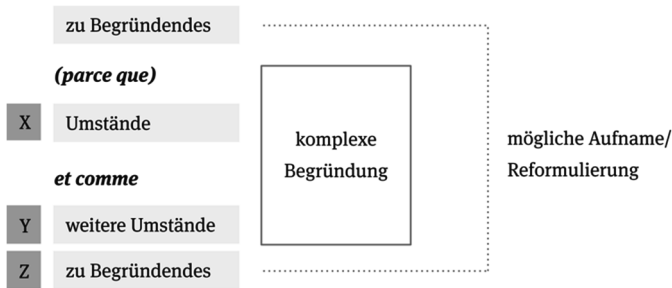 zu Begründendes
(parce que)
X Umstände
et comme
Y weitere Umstände
Z zu Begründendes
komplexe
Begründung
mögliche Aufname/
Reformulierung